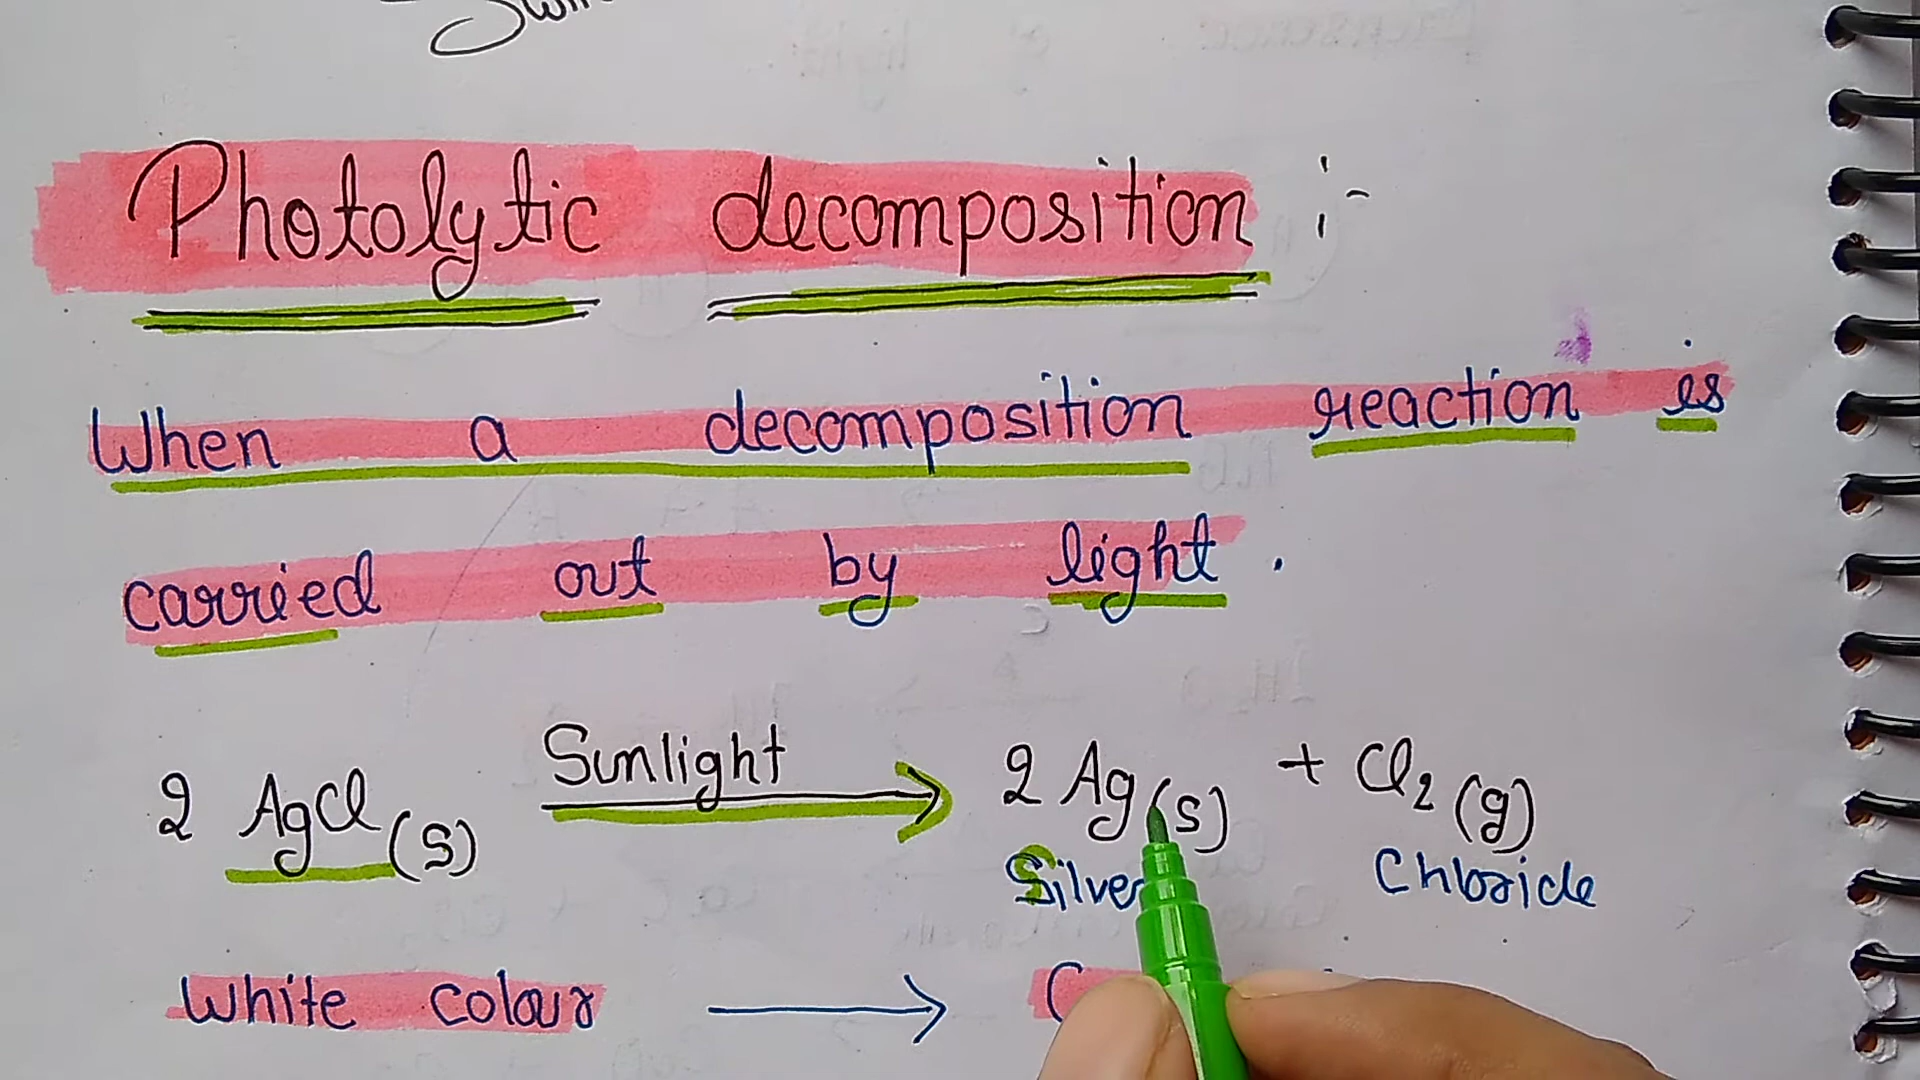 Photolytic decomposition :-
When a decomposition reaction is
carried out by light .
2 AgCl(s) Sunlight → 2 Ag(s) + Cl₂(g)
Silver Chloride
White colour →